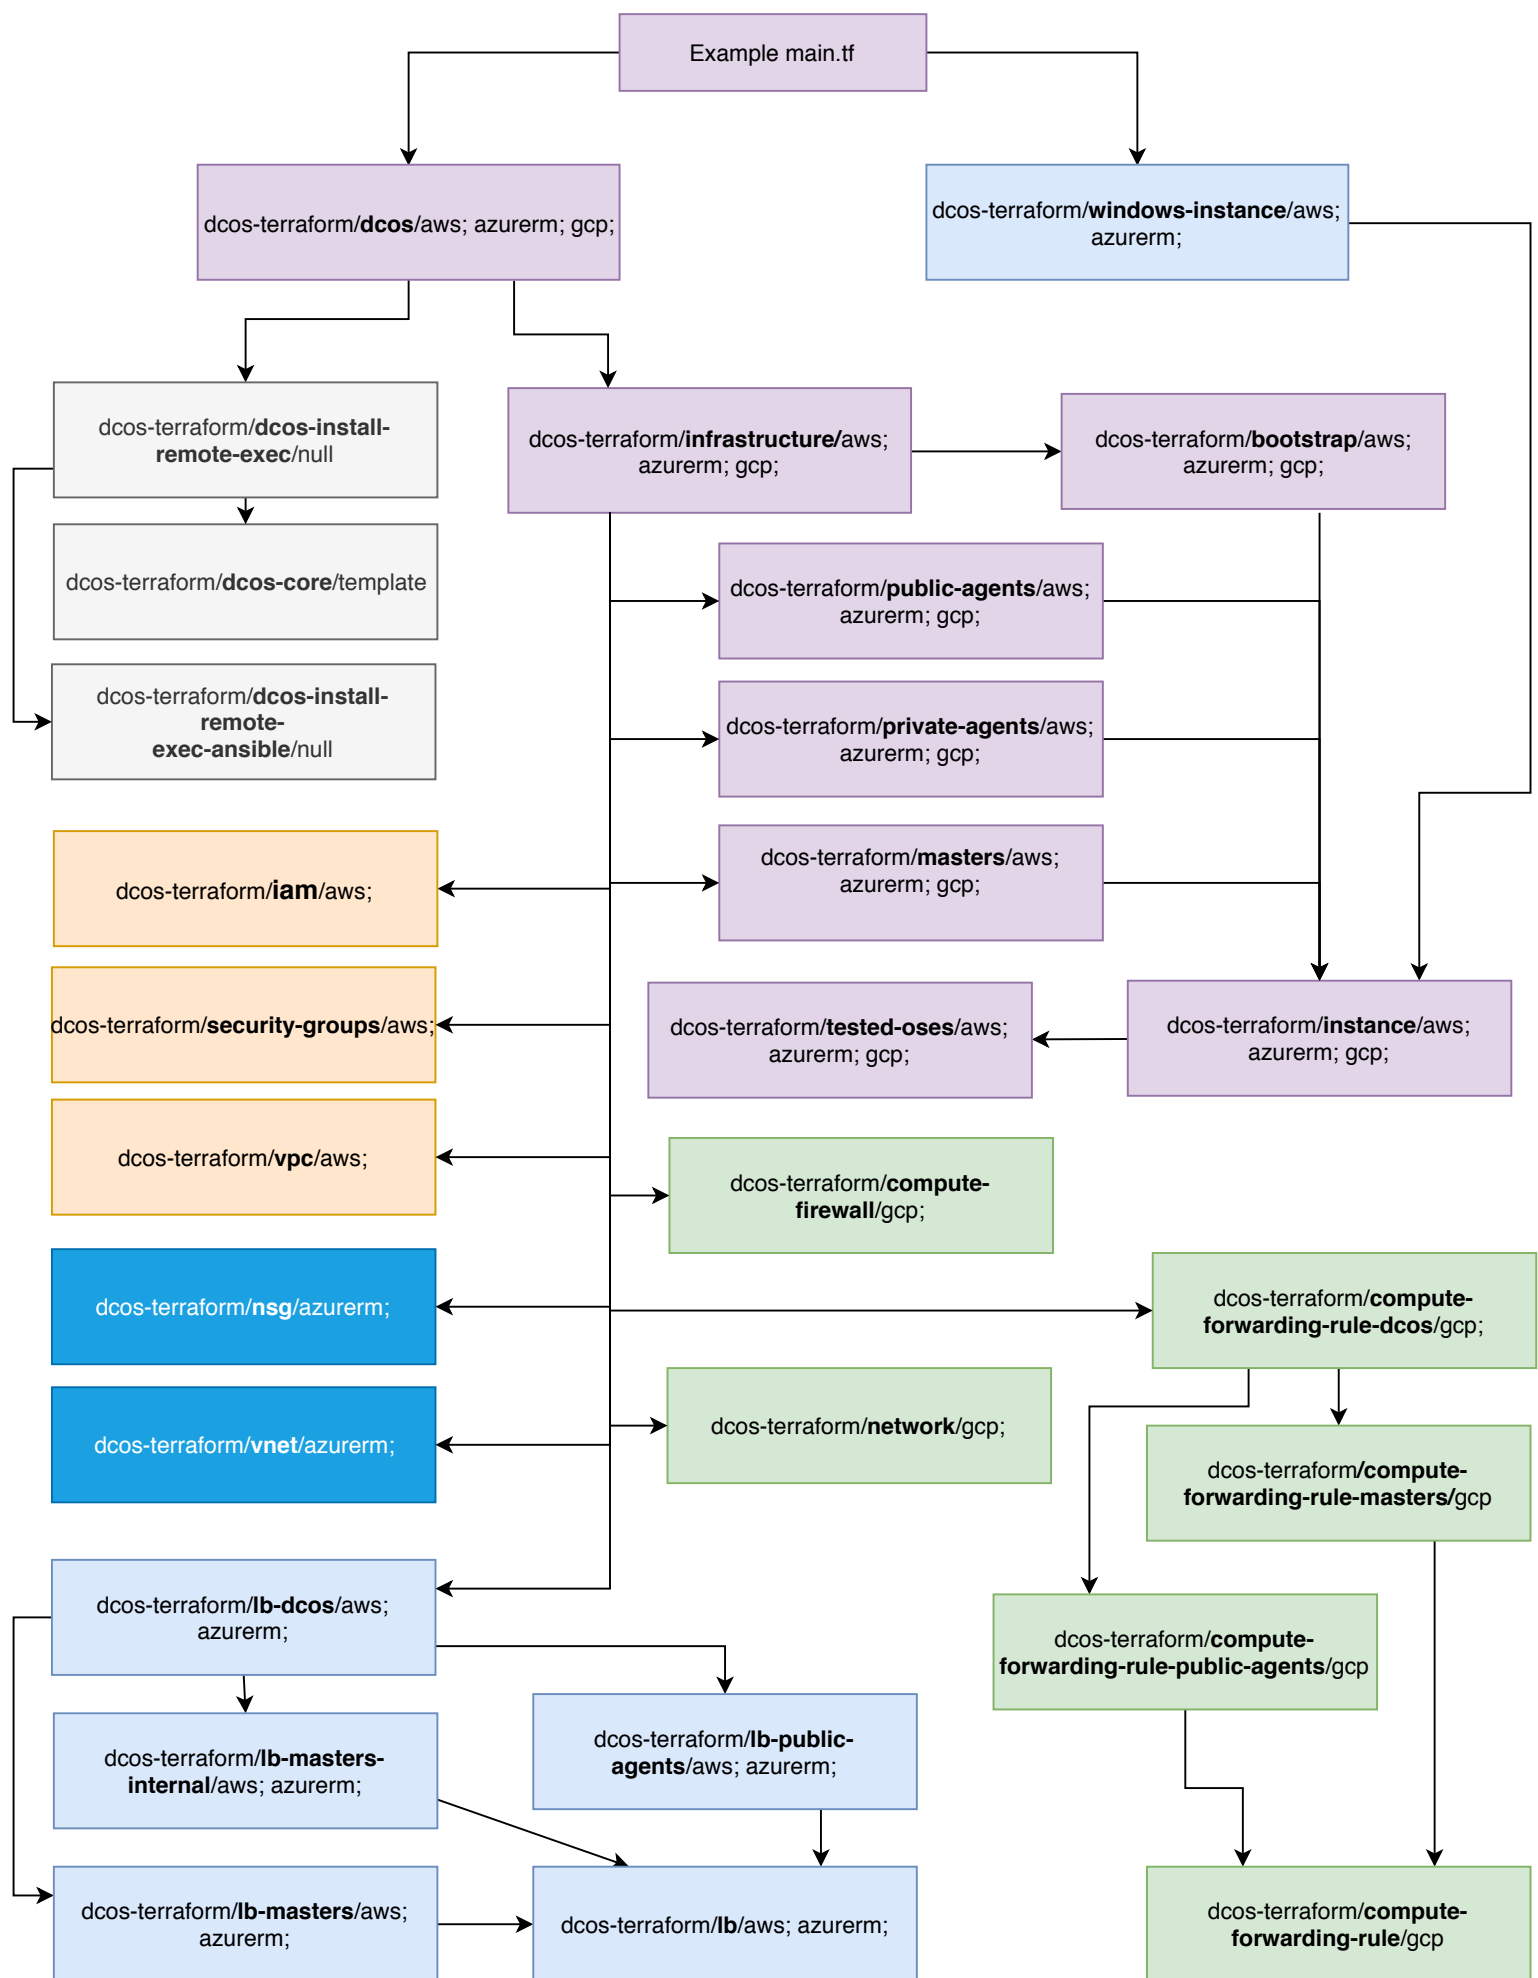 Example main.tf
dcos-terraform/dcos/aws; azurerm; gcp;
dcos-terraform/windows-instance/aws;
azurerm;
dcos-terraform/dcos-install-
remote-exec/null
dcos-terraform/infrastructure/aws;
azurerm; gcp;
dcos-terraform/bootstrap/aws;
azurerm; gcp;
dcos-terraform/dcos-core/template
dcos-terraform/public-agents/aws;
azurerm; gcp;
dcos-terraform/dcos-install-
remote-
exec-ansible/null
dcos-terraform/private-agents/aws;
azurerm; gcp;
dcos-terraform/iam/aws;
dcos-terraform/masters/aws;
azurerm; gcp;
dcos-terraform/security-groups/aws;
dcos-terraform/tested-oses/aws;
azurerm; gcp;
dcos-terraform/instance/aws;
azurerm; gcp;
dcos-terraform/vpc/aws;
dcos-terraform/compute-
firewall/gcp;
dcos-terraform/nsg/azurerm;
dcos-terraform/compute-
forwarding-rule-dcos/gcp;
dcos-terraform/vnet/azurerm;
dcos-terraform/network/gcp;
dcos-terraform/compute-
forwarding-rule-masters/gcp
dcos-terraform/lb-dcos/aws;
azurerm;
dcos-terraform/compute-
forwarding-rule-public-agents/gcp
dcos-terraform/lb-masters-
internal/aws; azurerm;
dcos-terraform/lb-public-
agents/aws; azurerm;
dcos-terraform/lb-masters/aws;
azurerm;
dcos-terraform/lb/aws; azurerm;
dcos-terraform/compute-
forwarding-rule/gcp